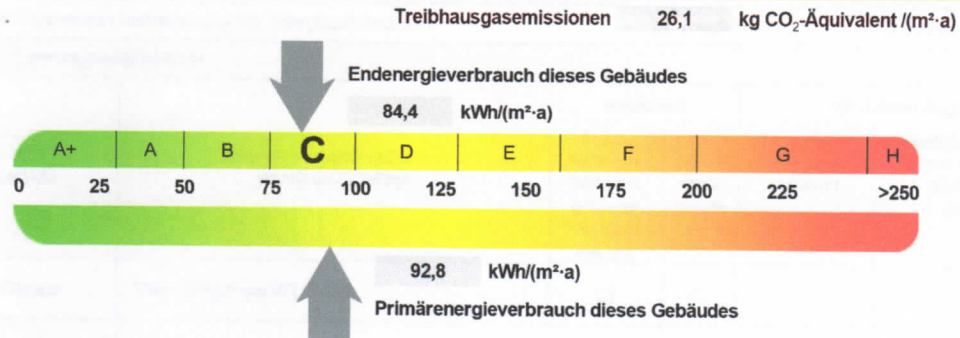 Treibhausgasemissionen 26,1 kg CO₂-Äquivalent /(m²·a)
Endenergieverbrauch dieses Gebäudes
84,4 kWh/(m²·a)
A+ A B C D E F G H
0 25 50 75 100 125 150 175 200 225 >250
92,8 kWh/(m²·a)
Primärenergieverbrauch dieses Gebäudes